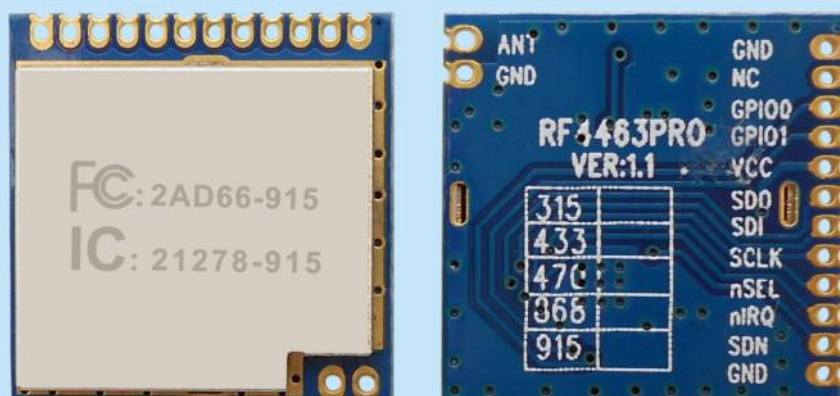 FC: 2AD66-915
IC: 21278-915
ANT
GND
RF4463PRO
VER:1.1
315
433
470
868
915
GND
NC
GPIO0
GPIO1
VCC
SDO
SDI
SCLK
nSEL
nIRQ
SDN
GND